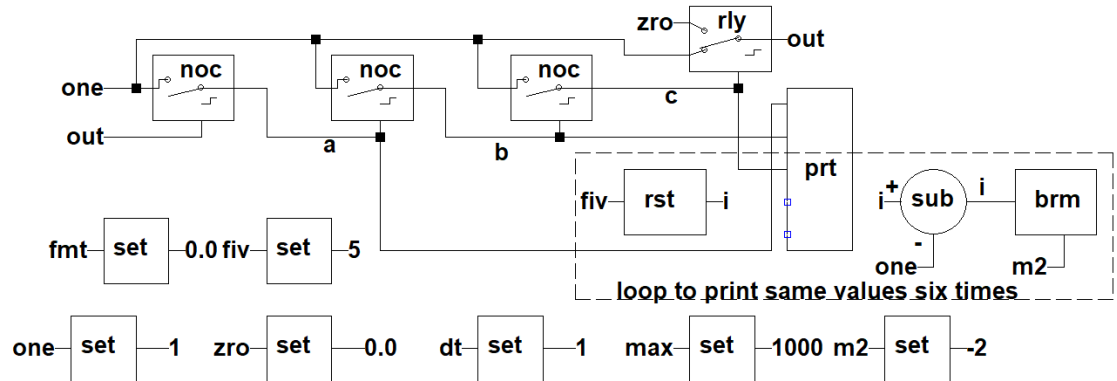 zro rly out
noc noc noc
one
c
out
a b
prt
fiv rst i
i + sub i brm
-
one m2
fmt set 0.0 fiv set 5
loop to print same values six times
one set 1 zro set 0.0 dt set 1 max set 1000 m2 set -2